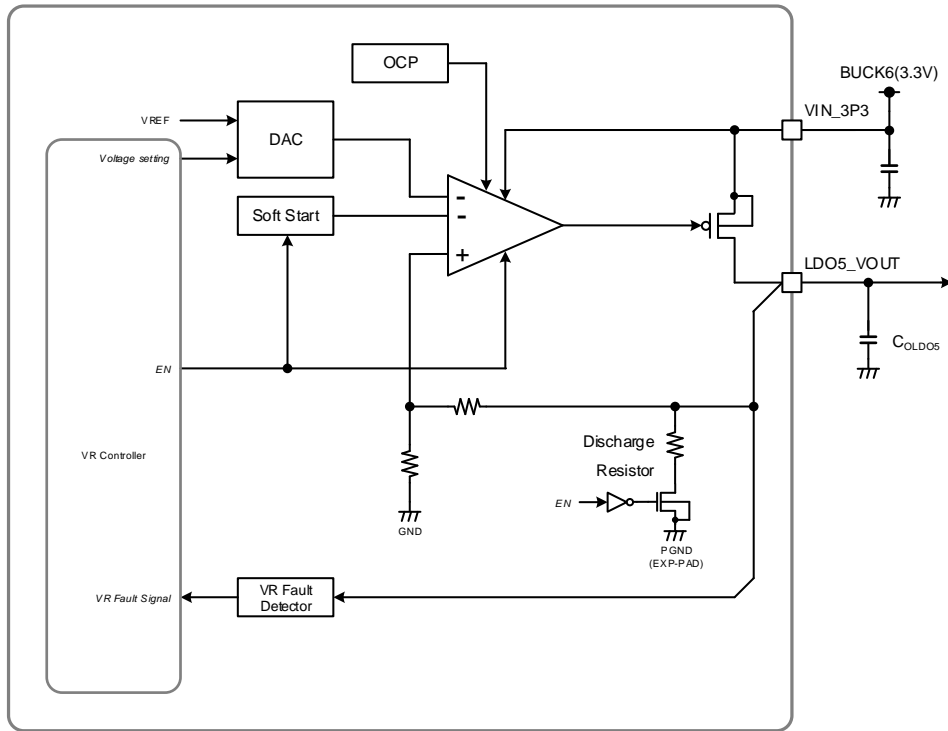 OCP
BUCK6(3.3V)
VIN_3P3
VREF
DAC
Voltage setting
-
-
+
Soft Start
LDO5_VOUT
COLDO5
EN
VR Controller
Discharge
Resistor
EN
GND
PGND
(EXP-PAD)
VR Fault Signal
VR Fault
Detector